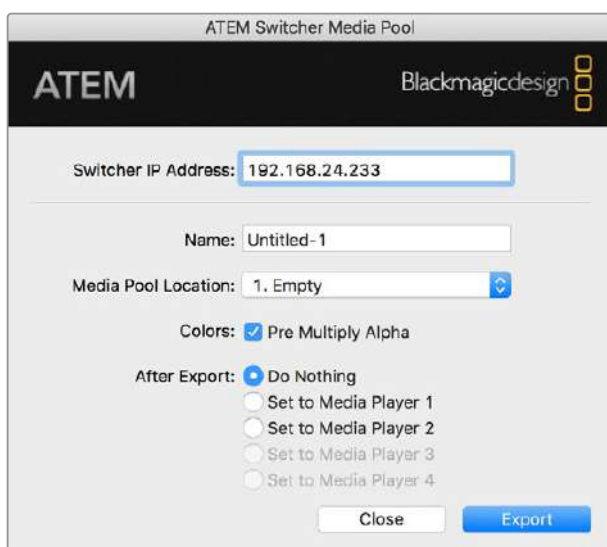 ATEM Switcher Media Pool
ATEM
Blackmagicdesign
Switcher IP Address: 192.168.24.233
Name: Untitled-1
Media Pool Location: 1. Empty
Colors: Pre Multiply Alpha
After Export: Do Nothing
Set to Media Player 1
Set to Media Player 2
Set to Media Player 3
Set to Media Player 4
Close Export